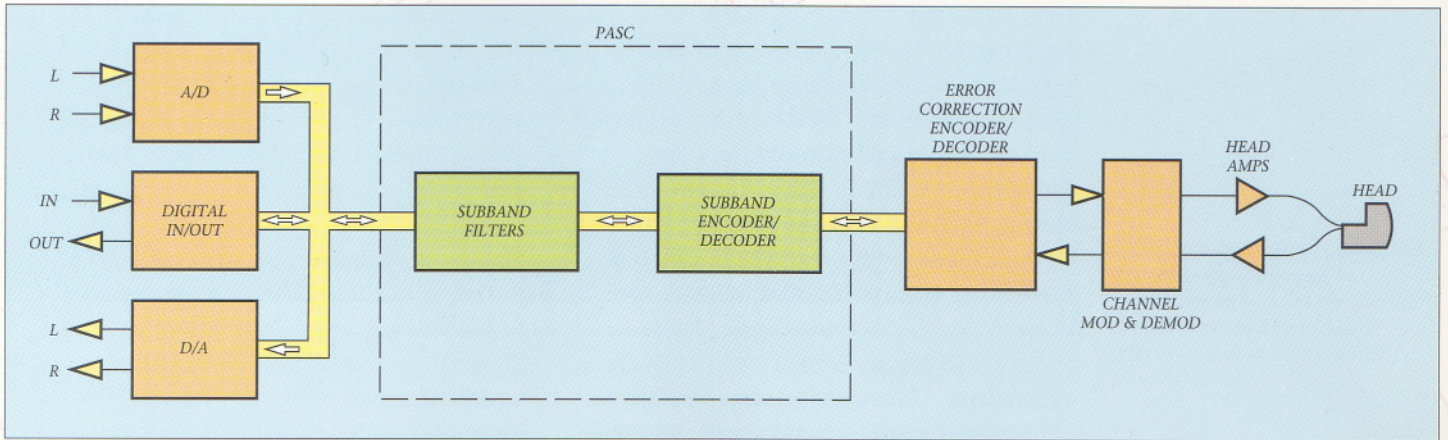 PASC
L
R
A/D
IN
OUT
DIGITAL
IN/OUT
L
R
D/A
SUBBAND
FILTERS
SUBBAND
ENCODER/
DECODER
ERROR
CORRECTION
ENCODER/
DECODER
CHANNEL
MOD & DEMOD
HEAD
AMPS
HEAD